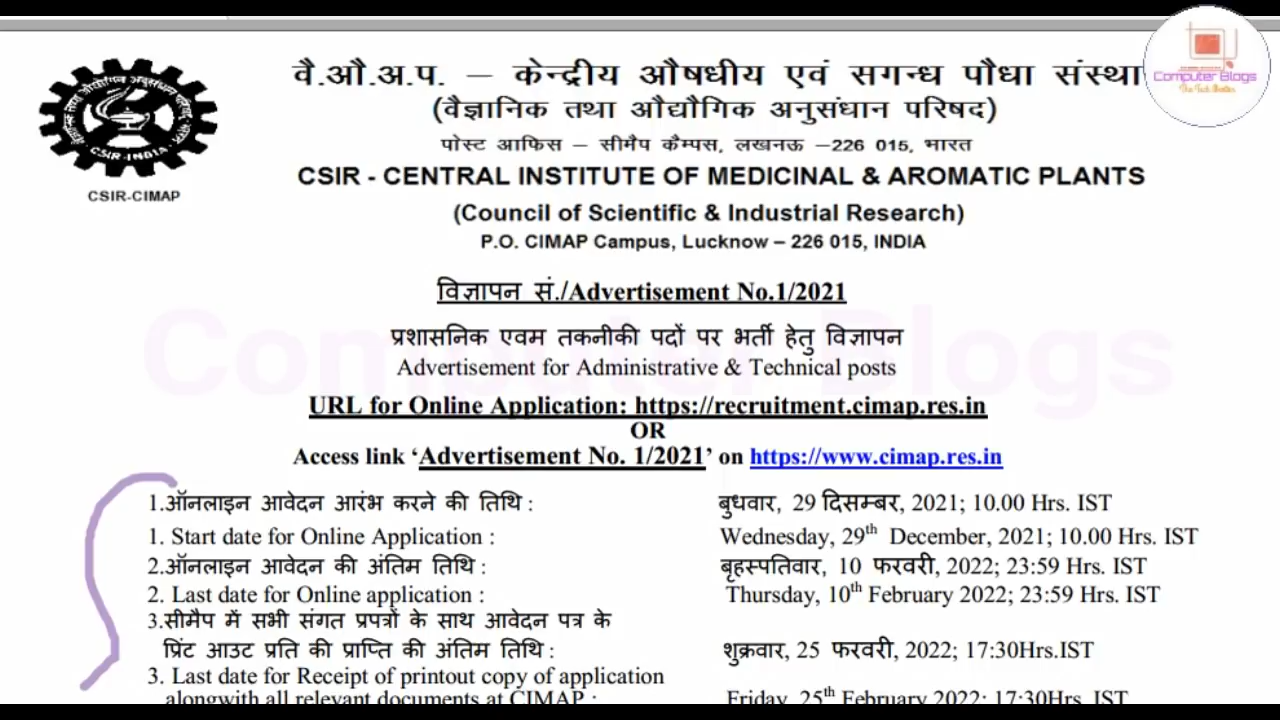 वै.औ.अ.प. – केन्द्रीय औषधीय एवं सगन्ध पौधा संस्था
(वैज्ञानिक तथा औद्योगिक अनुसंधान परिषद)
पोस्ट आफिस – सीमैप कैम्पस, लखनऊ –226 015, भारत
CSIR-INDIA
CSIR-CIMAP
CSIR - CENTRAL INSTITUTE OF MEDICINAL & AROMATIC PLANTS
(Council of Scientific & Industrial Research)
P.O. CIMAP Campus, Lucknow – 226 015, INDIA
Computer Blogs
विज्ञापन सं./Advertisement No.1/2021
प्रशासनिक एवम तकनीकी पदों पर भर्ती हेतु विज्ञापन
Advertisement for Administrative & Technical posts
Computer Blogs
URL for Online Application: https://recruitment.cimap.res.in
OR
Access link ‘Advertisement No. 1/2021’ on https://www.cimap.res.in
1.ऑनलाइन आवेदन आरंभ करने की तिथि : बुधवार, 29 दिसम्बर, 2021; 10.00 Hrs. IST
1. Start date for Online Application : Wednesday, 29th December, 2021; 10.00 Hrs. IST
2.ऑनलाइन आवेदन की अंतिम तिथि : बृहस्पतिवार, 10 फरवरी, 2022; 23:59 Hrs. IST
2. Last date for Online application : Thursday, 10th February 2022; 23:59 Hrs. IST
3.सीमैप में सभी संगत प्रपत्रों के साथ आवेदन पत्र के
प्रिंट आउट प्रति की प्राप्ति की अंतिम तिथि : शुक्रवार, 25 फरवरी, 2022; 17:30Hrs.IST
3. Last date for Receipt of printout copy of application
alongwith all relevant documents at CIMAP : Friday, 25th February 2022; 17:30Hrs. IST